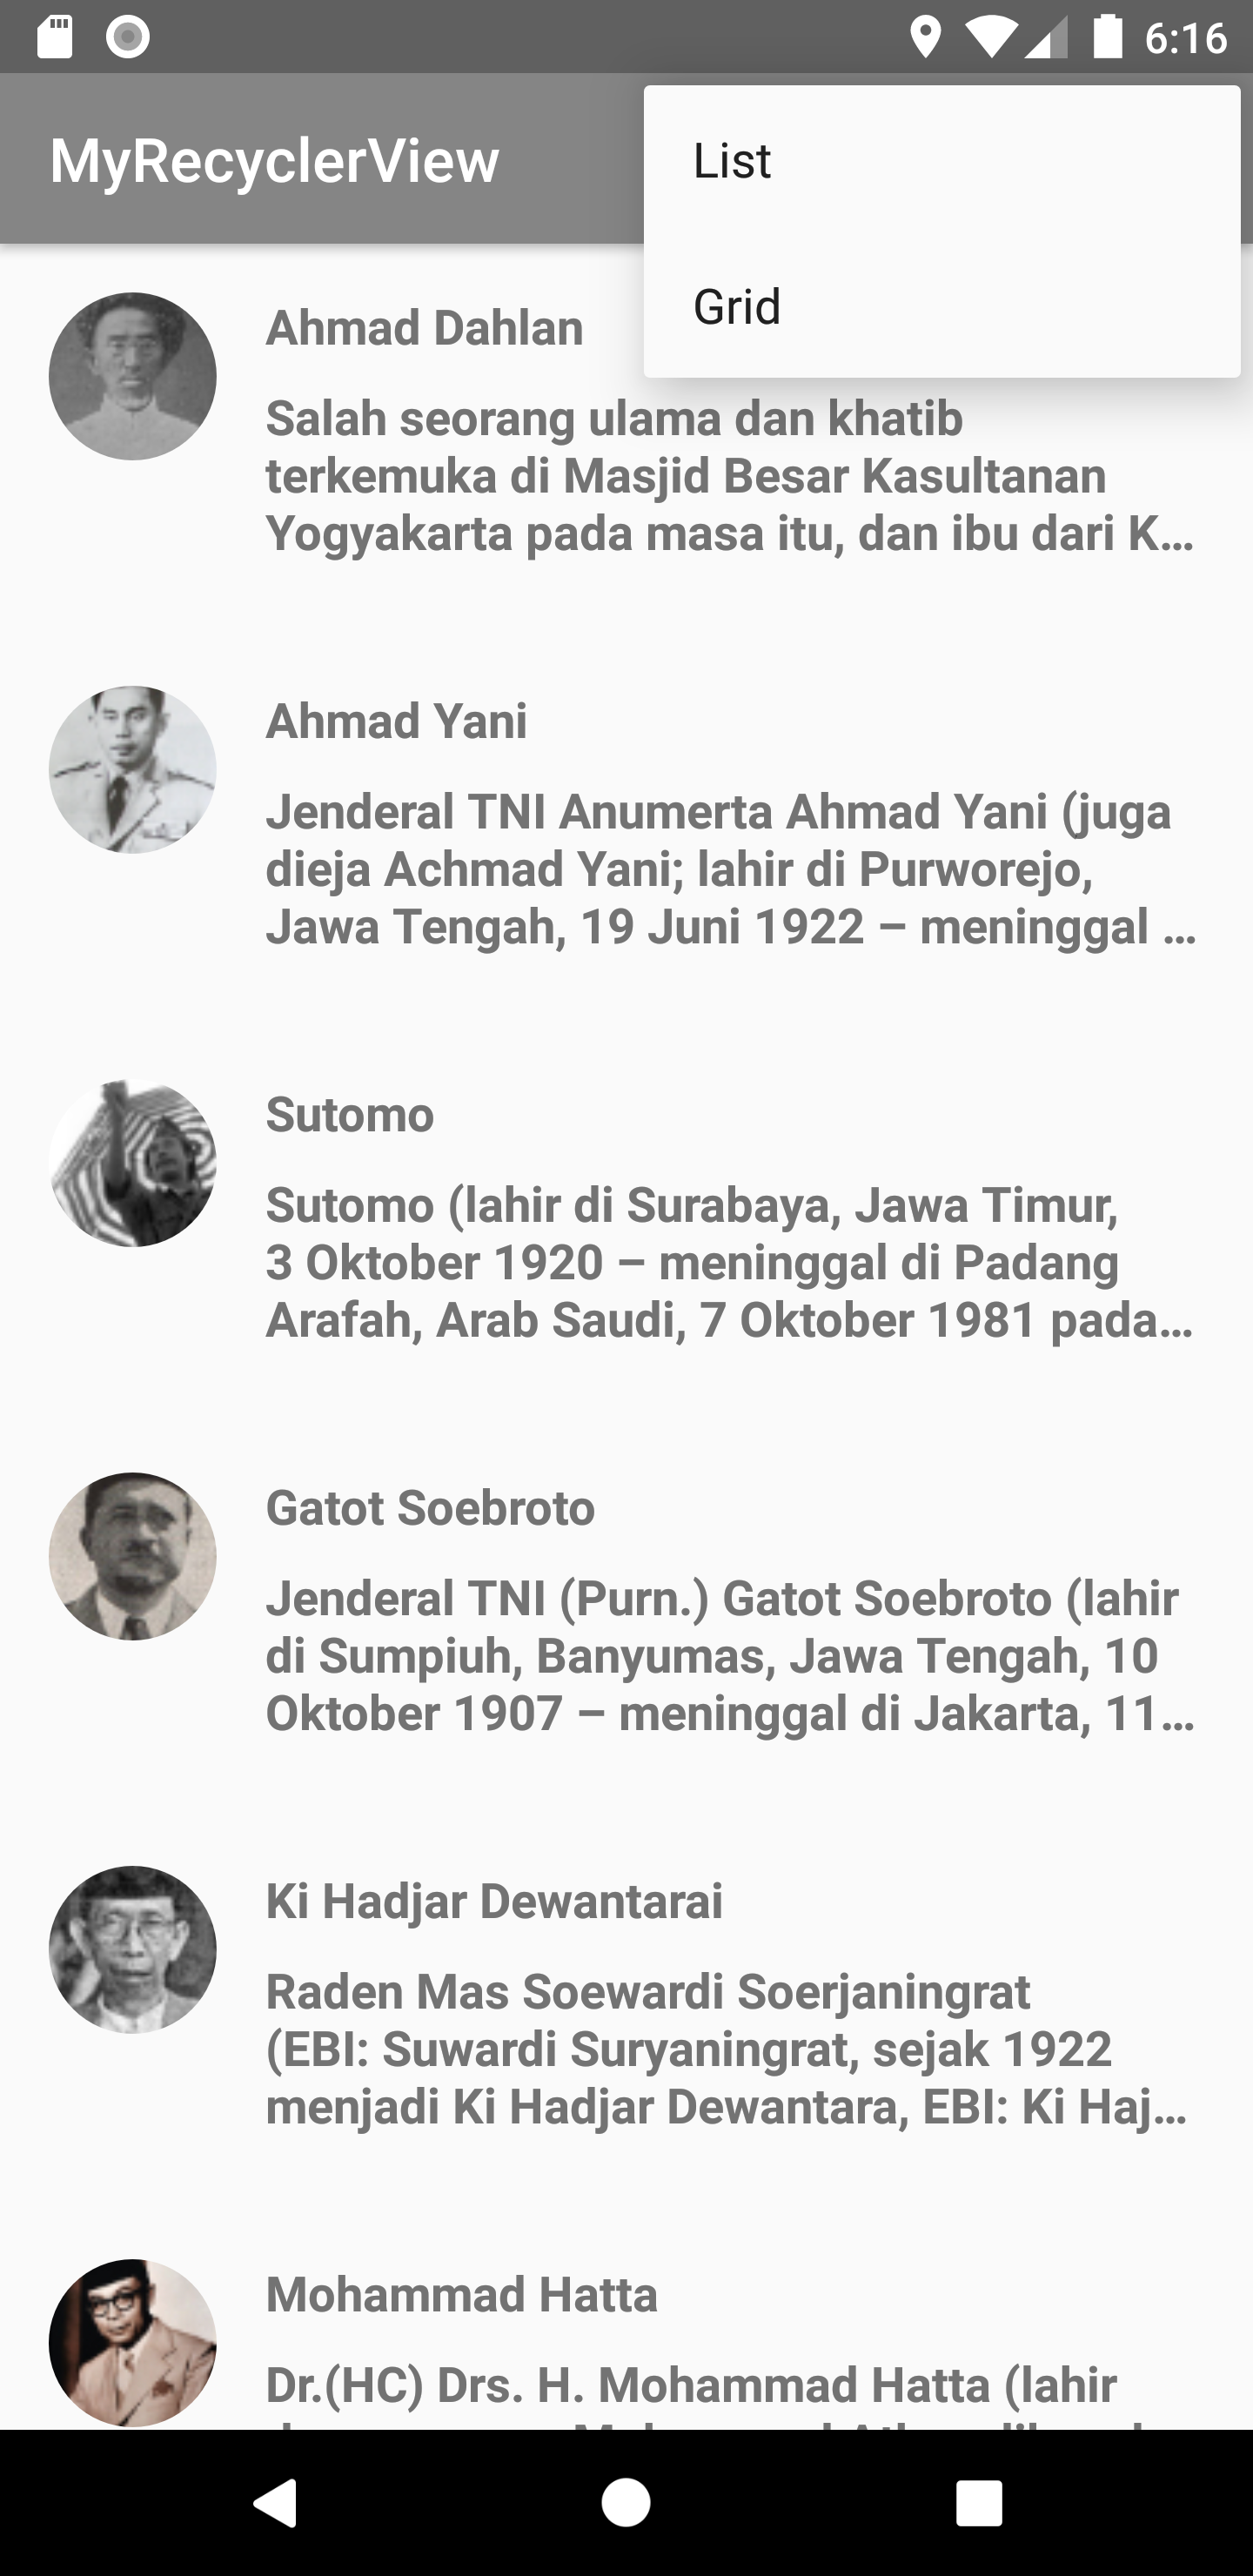 6:16
MyRecyclerView
List
Grid
Ahmad Dahlan
Salah seorang ulama dan khatib
terkemuka di Masjid Besar Kasultanan
Yogyakarta pada masa itu, dan ibu dari K...
Ahmad Yani
Jenderal TNI Anumerta Ahmad Yani (juga
dieja Achmad Yani; lahir di Purworejo,
Jawa Tengah, 19 Juni 1922 – meninggal ...
Sutomo
Sutomo (lahir di Surabaya, Jawa Timur,
3 Oktober 1920 – meninggal di Padang
Arafah, Arab Saudi, 7 Oktober 1981 pada...
Gatot Soebroto
Jenderal TNI (Purn.) Gatot Soebroto (lahir
di Sumpiuh, Banyumas, Jawa Tengah, 10
Oktober 1907 – meninggal di Jakarta, 11...
Ki Hadjar Dewantarai
Raden Mas Soewardi Soerjaningrat
(EBI: Suwardi Suryaningrat, sejak 1922
menjadi Ki Hadjar Dewantara, EBI: Ki Haj...
Mohammad Hatta
Dr.(HC) Drs. H. Mohammad Hatta (lahir